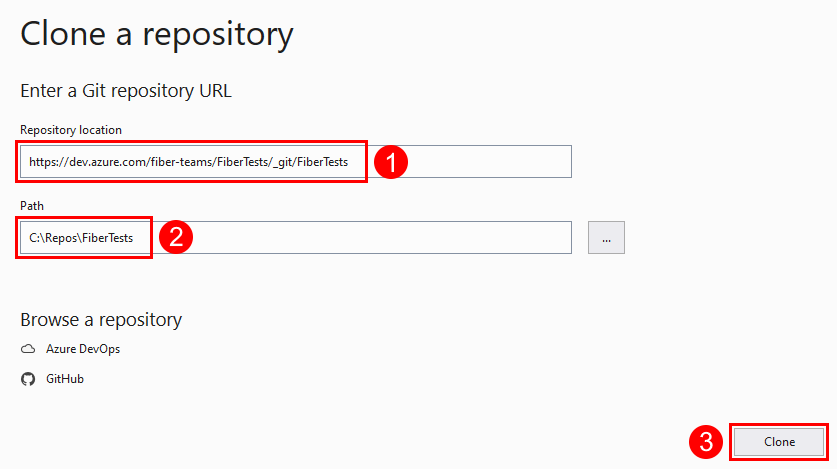 Clone a repository
Enter a Git repository URL
Repository location
https://dev.azure.com/fiber-teams/FiberTests/_git/FiberTests
1
Path
C:\Repos\FiberTests
2
...
Browse a repository
Azure DevOps
GitHub
3
Clone